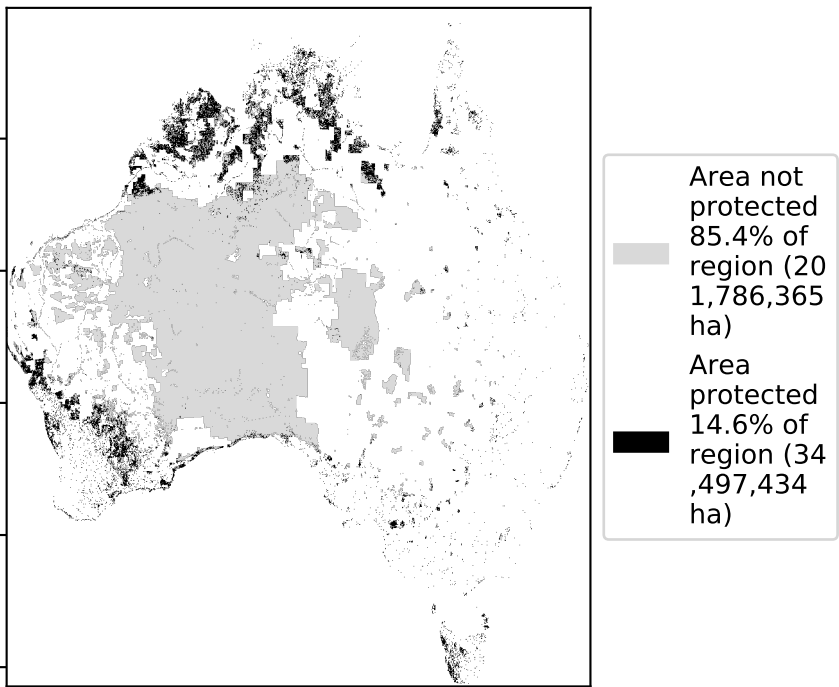 Area not
protected
85.4% of
region (20
1,786,365
ha)
Area
protected
14.6% of
region (34
,497,434
ha)